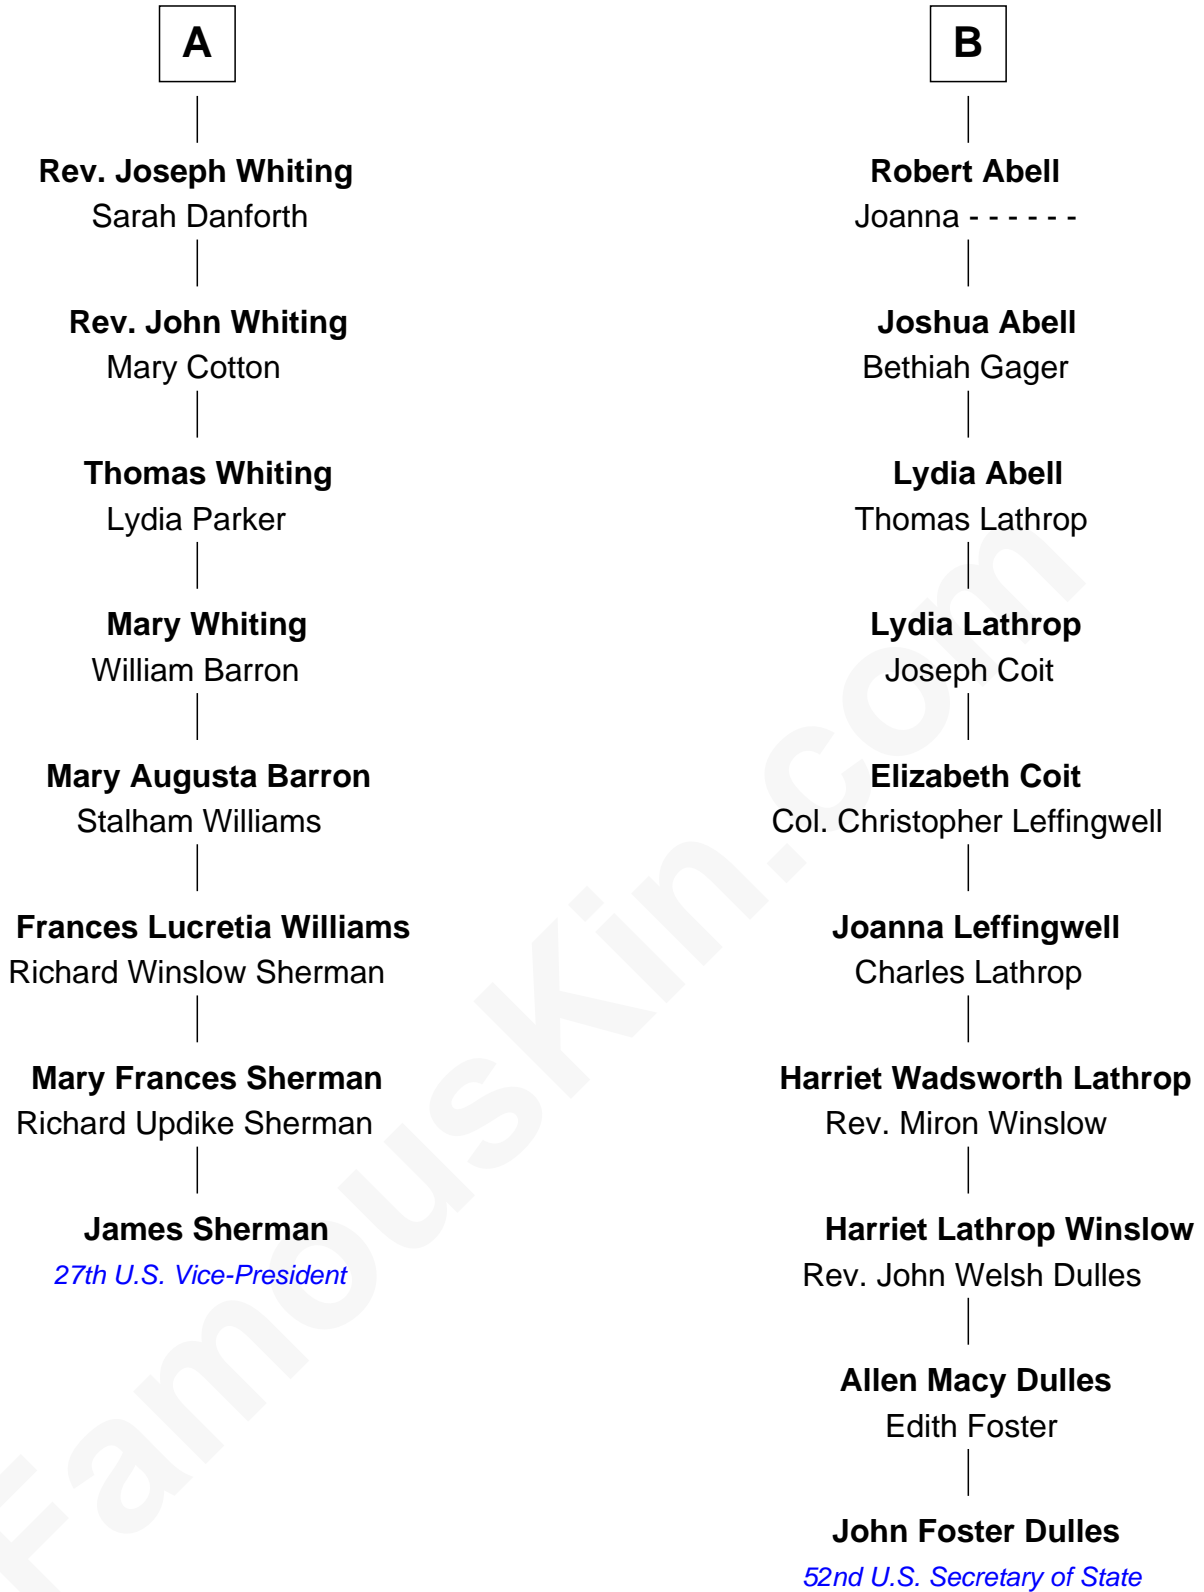 A
Rev. Joseph Whiting
Sarah Danforth
Rev. John Whiting
Mary Cotton
Thomas Whiting
Lydia Parker
Mary Whiting
William Barron
Mary Augusta Barron
Stalham Williams
Frances Lucretia Williams
Richard Winslow Sherman
Mary Frances Sherman
Richard Updike Sherman
James Sherman
27th U.S. Vice-President
B
Robert Abell
Joanna - - - - - -
Joshua Abell
Bethiah Gager
Lydia Abell
Thomas Lathrop
Lydia Lathrop
Joseph Coit
Elizabeth Coit
Col. Christopher Leffingwell
Joanna Leffingwell
Charles Lathrop
Harriet Wadsworth Lathrop
Rev. Miron Winslow
Harriet Lathrop Winslow
Rev. John Welsh Dulles
Allen Macy Dulles
Edith Foster
John Foster Dulles
52nd U.S. Secretary of State
FamousKin.com